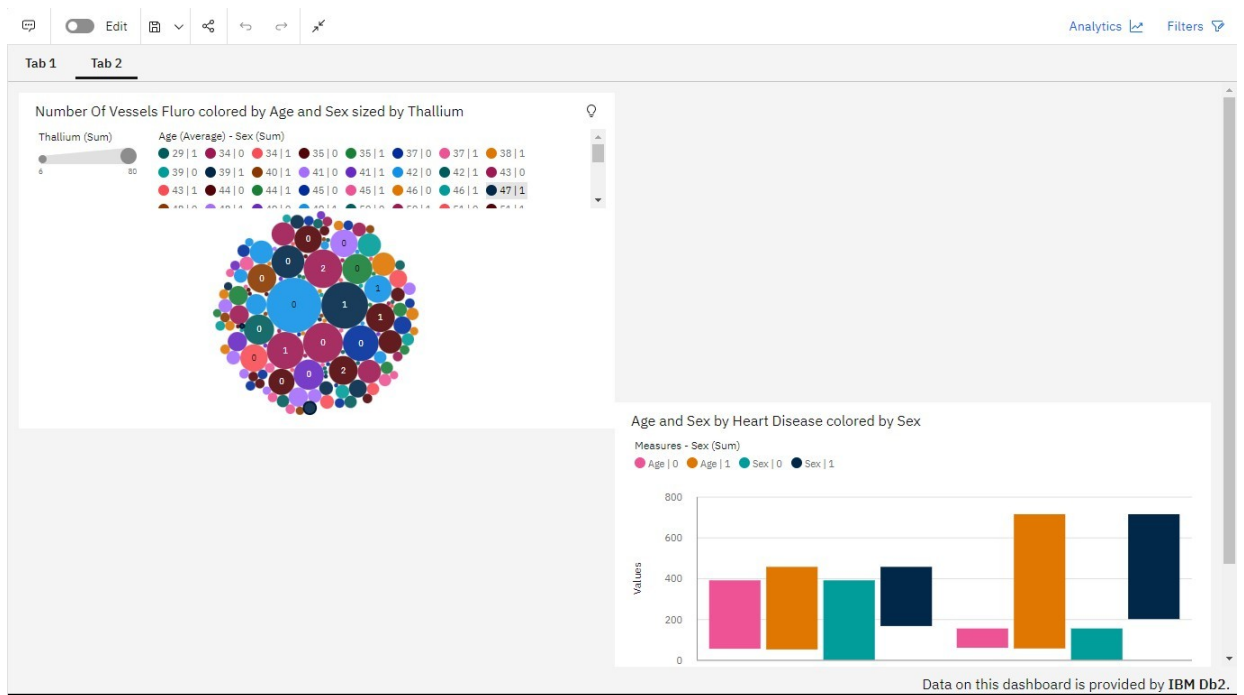 Edit
Analytics
Filters
Tab 1 Tab 2
Number Of Vessels Fluro colored by Age and Sex sized by Thallium
Thallium (Sum)
6 80
Age (Average) - Sex (Sum)
29 | 1 34 | 0 34 | 1 35 | 0 35 | 1 37 | 0 37 | 1 38 | 1
39 | 0 39 | 1 40 | 1 41 | 0 41 | 1 42 | 0 42 | 1 43 | 0
43 | 1 44 | 0 44 | 1 45 | 0 45 | 1 46 | 0 46 | 1 47 | 1
0
0
0
2
0
0
1
0
1
1
0
0
0
1
0
0
2
0
Age and Sex by Heart Disease colored by Sex
Measures - Sex (Sum)
Age | 0 Age | 1 Sex | 0 Sex | 1
Values
800
600
400
200
0
Data on this dashboard is provided by IBM Db2.